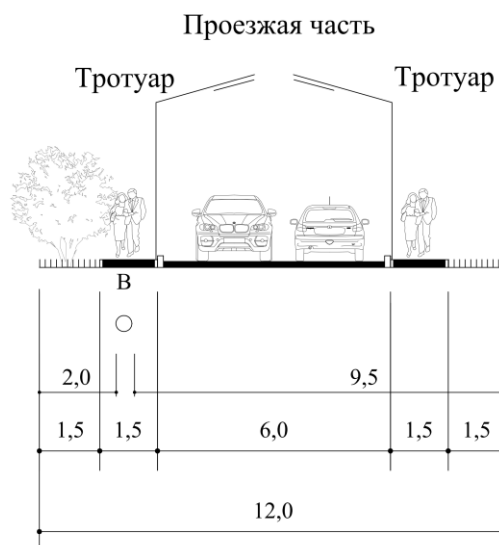 Проезжая часть
Тротуар Тротуар
В
2,0 9,5
1,5 1,5 6,0 1,5 1,5
12,0